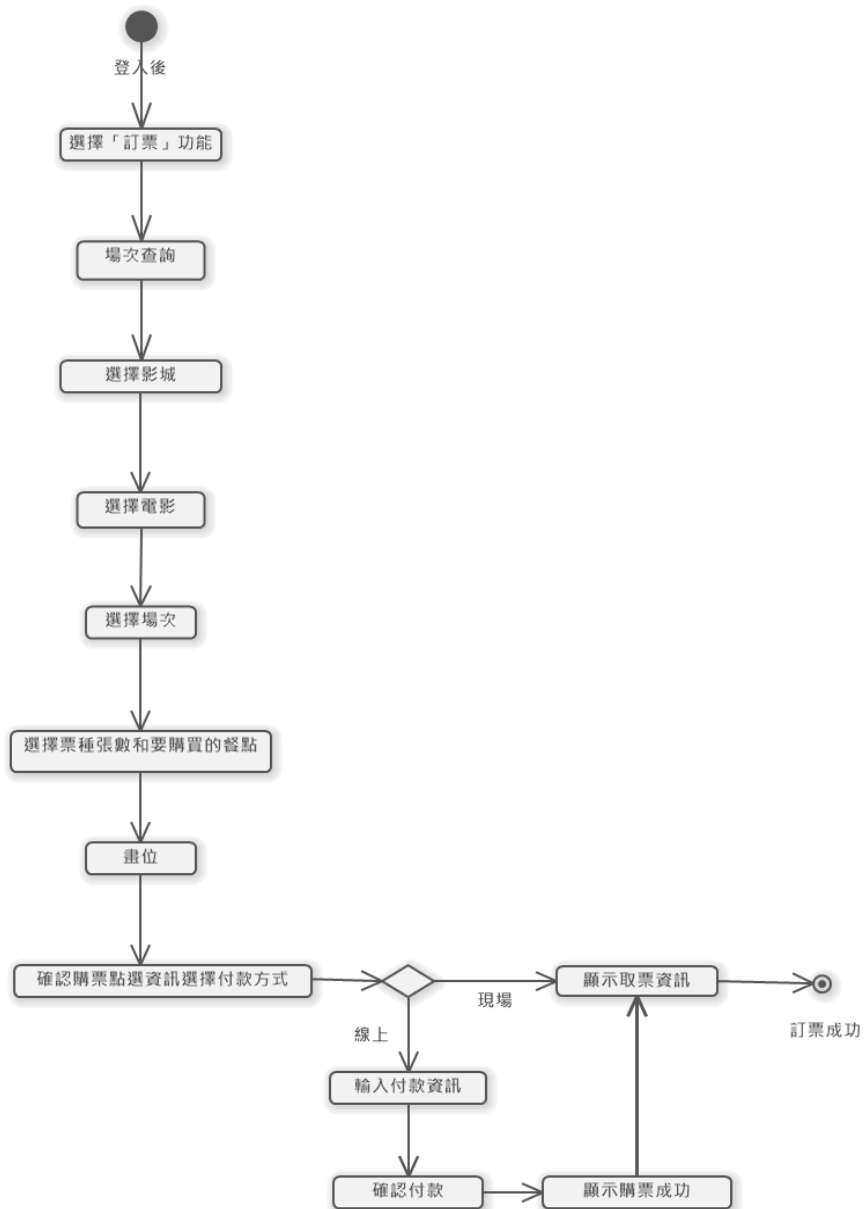 登入後
選擇「訂票」功能
場次查詢
選擇影城
選擇電影
選擇場次
選擇票種張數和要購買的餐點
畫位
確認購票點選資訊選擇付款方式
現場
顯示取票資訊
訂票成功
線上
輸入付款資訊
確認付款
顯示購票成功